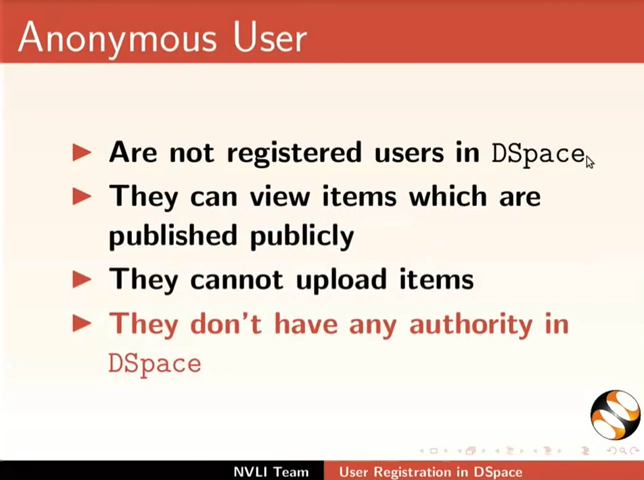 Anonymous User
Are not registered users in DSpace
They can view items which are
published publicly
They cannot upload items
They don't have any authority in
DSpace
NVLI Team User Registration in DSpace